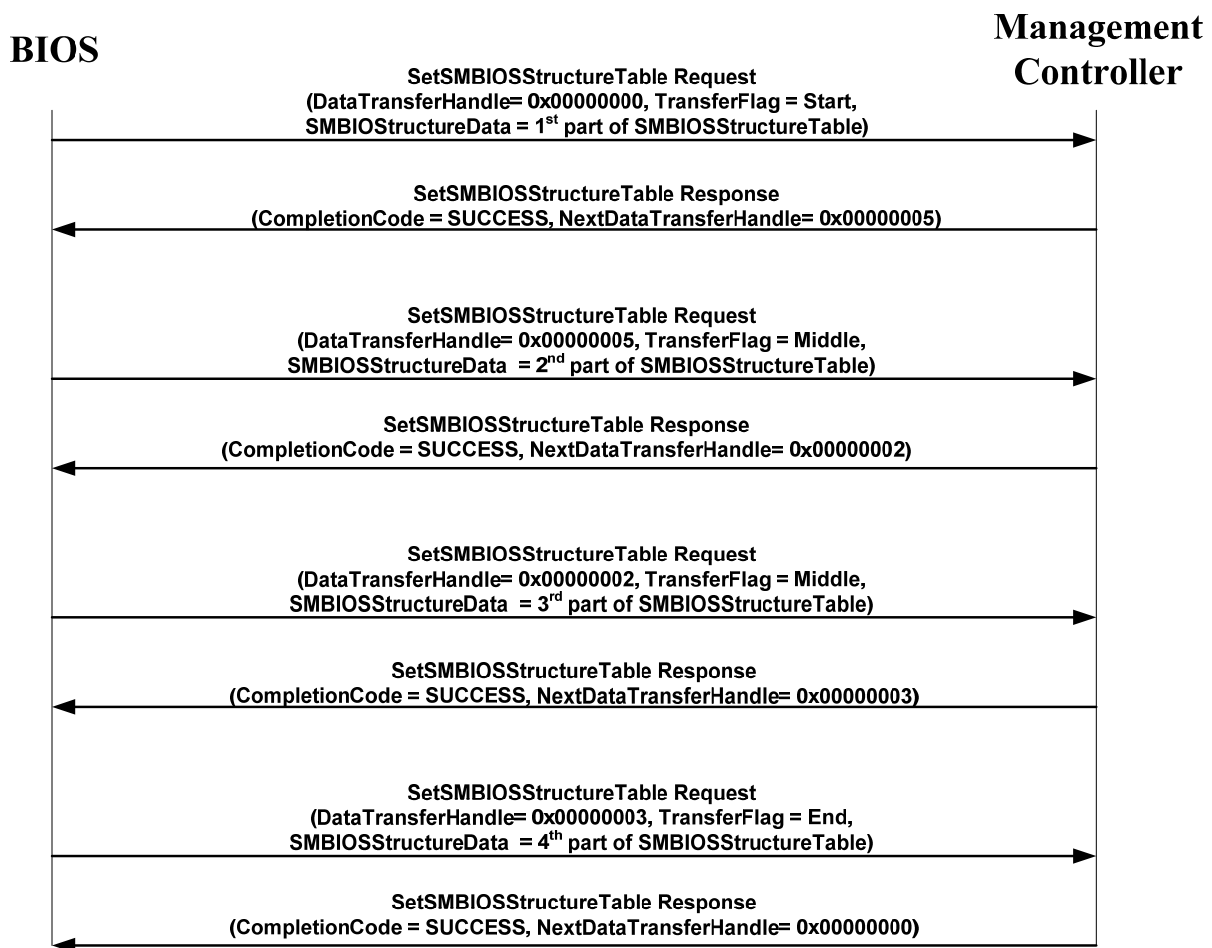 BIOS
Management
Controller
SetSMBIOSStructureTable Request
(DataTransferHandle= 0x00000000, TransferFlag = Start,
SMBIOStructureData = 1st part of SMBIOSStructureTable)
SetSMBIOSStructureTable Response
(CompletionCode = SUCCESS, NextDataTransferHandle= 0x00000005)
SetSMBIOSStructureTable Request
(DataTransferHandle= 0x00000005, TransferFlag = Middle,
SMBIOSStructureData = 2nd part of SMBIOSStructureTable)
SetSMBIOSStructureTable Response
(CompletionCode = SUCCESS, NextDataTransferHandle= 0x00000002)
SetSMBIOSStructureTable Request
(DataTransferHandle= 0x00000002, TransferFlag = Middle,
SMBIOSStructureData = 3rd part of SMBIOSStructureTable)
SetSMBIOSStructureTable Response
(CompletionCode = SUCCESS, NextDataTransferHandle= 0x00000003)
SetSMBIOSStructureTable Request
(DataTransferHandle= 0x00000003, TransferFlag = End,
SMBIOSStructureData = 4th part of SMBIOSStructureTable)
SetSMBIOSStructureTable Response
(CompletionCode = SUCCESS, NextDataTransferHandle= 0x00000000)